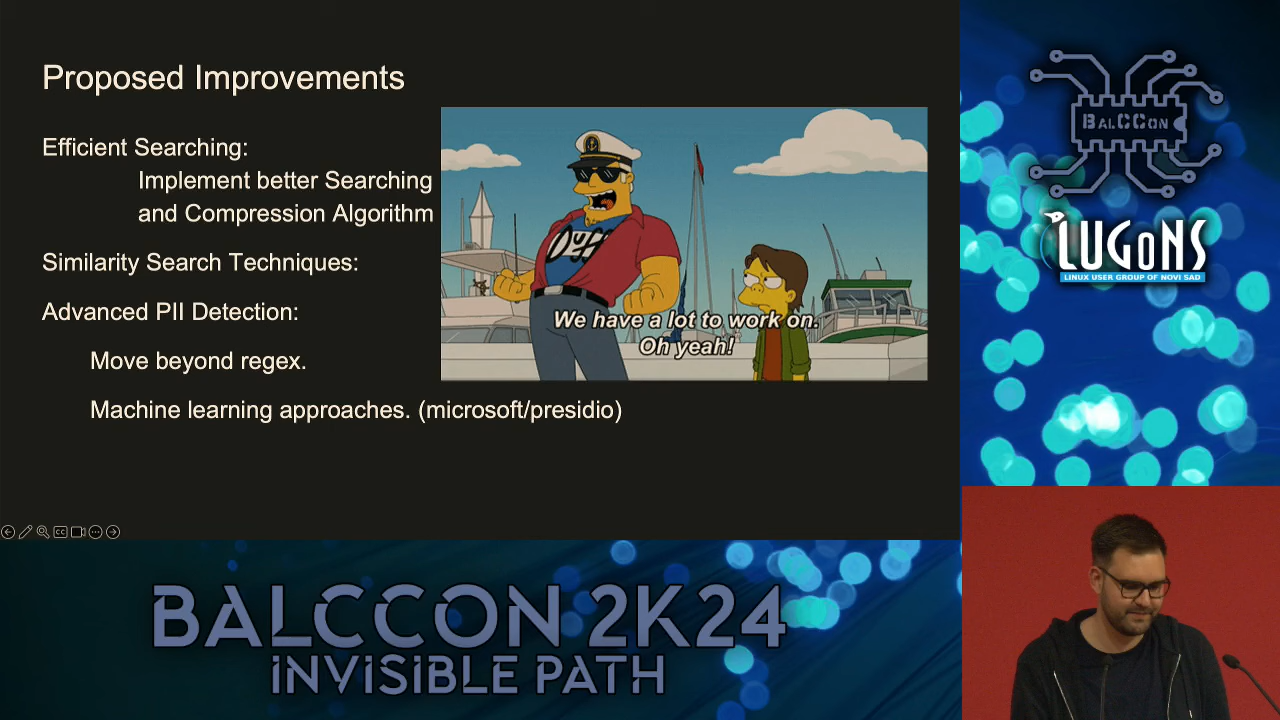 Proposed Improvements
Efficient Searching:
Implement better Searching
and Compression Algorithm
Similarity Search Techniques:
Advanced PII Detection:
Move beyond regex.
Machine learning approaches. (microsoft/presidio)
Duff
We have a lot to work on.
Oh yeah!
CC
BALCCON
LUGoNS
LINUX USER GROUP OF NOVI SAD
BALCCON 2K24
iNViSiBLE PATH